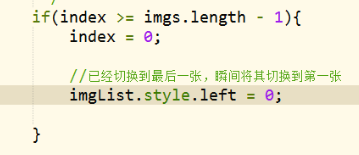 if(index >= imgs.length - 1){
index = 0;
//已经切换到最后一张，瞬间将其切换到第一张
imgList.style.left = 0;
}